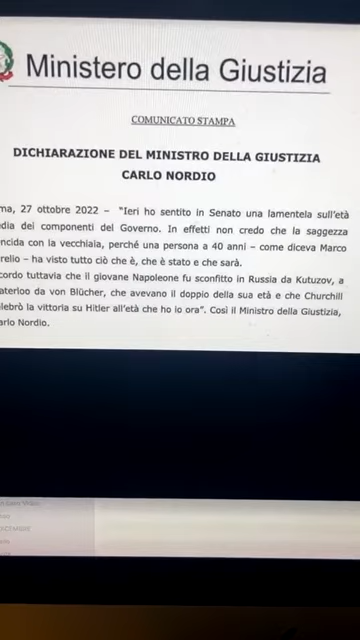 Ministero della Giustizia
COMUNICATO STAMPA
DICHIARAZIONE DEL MINISTRO DELLA GIUSTIZIA
CARLO NORDIO
ma, 27 ottobre 2022 – "Ieri ho sentito in Senato una lamentela sull'età
dia dei componenti del Governo. In effetti non credo che la saggezza
ncida con la vecchiaia, perché una persona a 40 anni – come diceva Marco
relio – ha visto tutto ciò che è, che è stato e che sarà.
cordo tuttavia che il giovane Napoleone fu sconfitto in Russia da Kutuzov, a
aterloo da von Blücher, che avevano il doppio della sua età e che Churchill
lebrò la vittoria su Hitler all'età che ho io ora". Così il Ministro della Giustizia,
arlo Nordio.